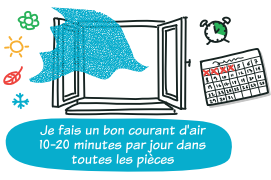 Je fais un bon courant d'air
10-20 minutes par jour dans
toutes les pièces